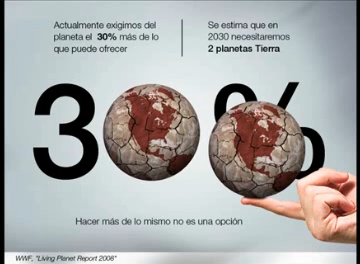 Actualmente exigimos del
planeta el 30% más de lo
que puede ofrecer
Se estima que en
2030 necesitaremos
2 planetas Tierra
30%
Hacer más de lo mismo no es una opción
WWF, "Living Planet Report 2008"